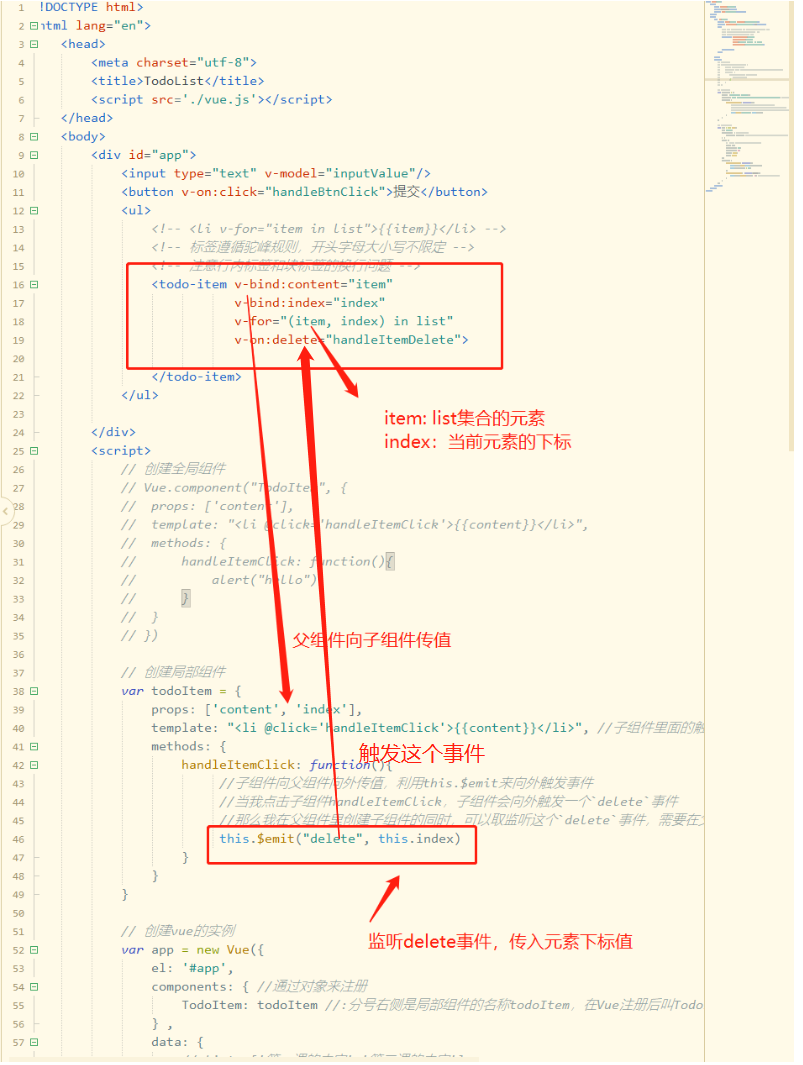 1 !DOCTYPE html>
2 html lang="en">
3 <head>
4 <meta charset="utf-8">
5 <title>TodoList</title>
6 <script src='./vue.js'></script>
7 </head>
8 <body>
9 <div id="app">
10 <input type="text" v-model="inputValue"/>
11 <button v-on:click="handleBtnClick">提交</button>
12 <ul>
13 <!-- <li v-for="item in list">{{item}}</li> -->
14 <!-- 标签遵循驼峰规则，开头字母大小写不限定 -->
15 <!-- 注意行内标签和块标签的换行问题 -->
16 <todo-item v-bind:content="item"
17 v-bind:index="index"
18 v-for="(item, index) in list"
19 v-on:delete="handleItemDelete">
20
21 </todo-item>
22 </ul>
item: list集合的元素
23
index：当前元素的下标
24 </div>
25 <script>
26 // 创建全局组件
27 // Vue.component("TodoItem", {
28 // props: ['content'],
29 // template: "<li @click='handleItemClick'>{{content}}</li>",
30 // methods: {
31 // handleItemClick: function(){
32 // alert("hello")
33 // }
34 // }
35 // })
父组件向子组件传值
36
37 // 创建局部组件
38 var todoItem = {
39 props: ['content', 'index'],
40 template: "<li @click='handleItemClick'>{{content}}</li>", //子组件里面的触
41 methods: {
触发这个事件
42 handleItemClick: function(){
43 //子组件向父组件向外传值，利用this.$emit来向外触发事件
44 //当我点击子组件handleItemClick，子组件会向外触发一个`delete`事件
45 //那么我在父组件里创建子组件的同时，可以取监听这个`delete`事件，需要在
46 this.$emit("delete", this.index)
47 }
48 }
49 }
50
51 // 创建vue的实例
监听delete事件，传入元素下标值
52 var app = new Vue({
53 el: '#app',
54 components: { //通过对象来注册
55 TodoItem: todoItem //:分号右侧是局部组件的名称todoItem，在Vue注册后叫Todo
56 } ,
57 data: {